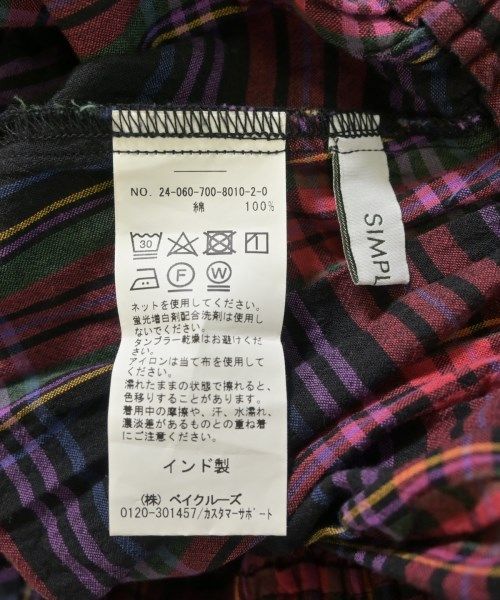 NO. 24-060-700-8010-2-0
綿 100%
30
F W
ネットを使用してください。
蛍光増白剤配合洗剤は使用し
ないでください。
タンブラー乾燥はお避けくだ
さい。
アイロンは当て布を使用して
ください。
濡れたままの状態で擦れると、
色移りすることがあります。
着用中の摩擦や、汗、水濡れ、
濃淡差があるものとの重ね着
にご注意ください。
インド製
(株) ベイクルーズ
0120-301457/カスタマーサポート
SIMPL